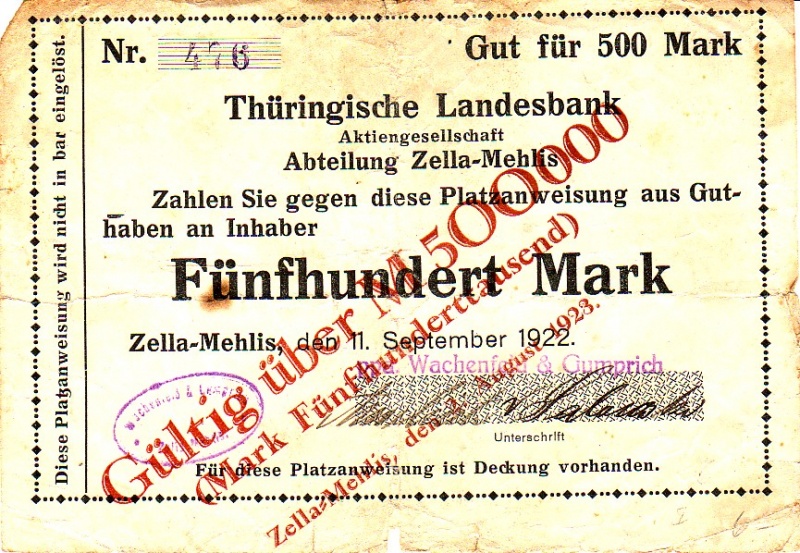 Nr. 476
Gut für 500 Mark
Thüringische Landesbank
Aktiengesellschaft
Abteilung Zella-Mehlis
Zahlen Sie gegen diese Platzanweisung aus Gut-
haben an Inhaber
Fünfhundert Mark
Zella-Mehlis, den 11. September 1922.
ppa. Wachenfeld & Gumprich
Unterschrift
Für diese Platzanweisung ist Deckung vorhanden.
Diese Platzanweisung wird nicht in bar eingelöst.
Gültig über M 500000
(Mark Fünfhunderttausend)
Zella-Mehlis, den August 1923.
Wachenfeld &